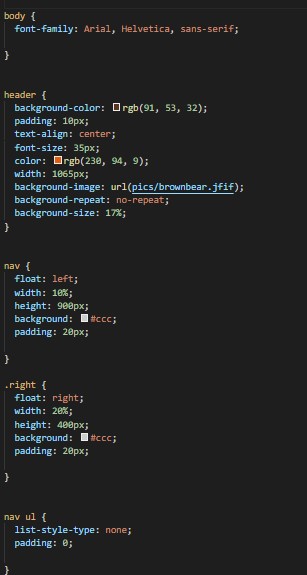 body {
font-family: Arial, Helvetica, sans-serif;
}
header {
background-color: rgb(91, 53, 32);
padding: 10px;
text-align: center;
font-size: 35px;
color: rgb(230, 94, 9);
width: 1065px;
background-image: url(pics/brownbear.jfif);
background-repeat: no-repeat;
background-size: 17%;
}
nav {
float: left;
width: 10%;
height: 900px;
background: #ccc;
padding: 20px;
}
.right {
float: right;
width: 20%;
height: 400px;
background: #ccc;
padding: 20px;
}
nav ul {
list-style-type: none;
padding: 0;
}